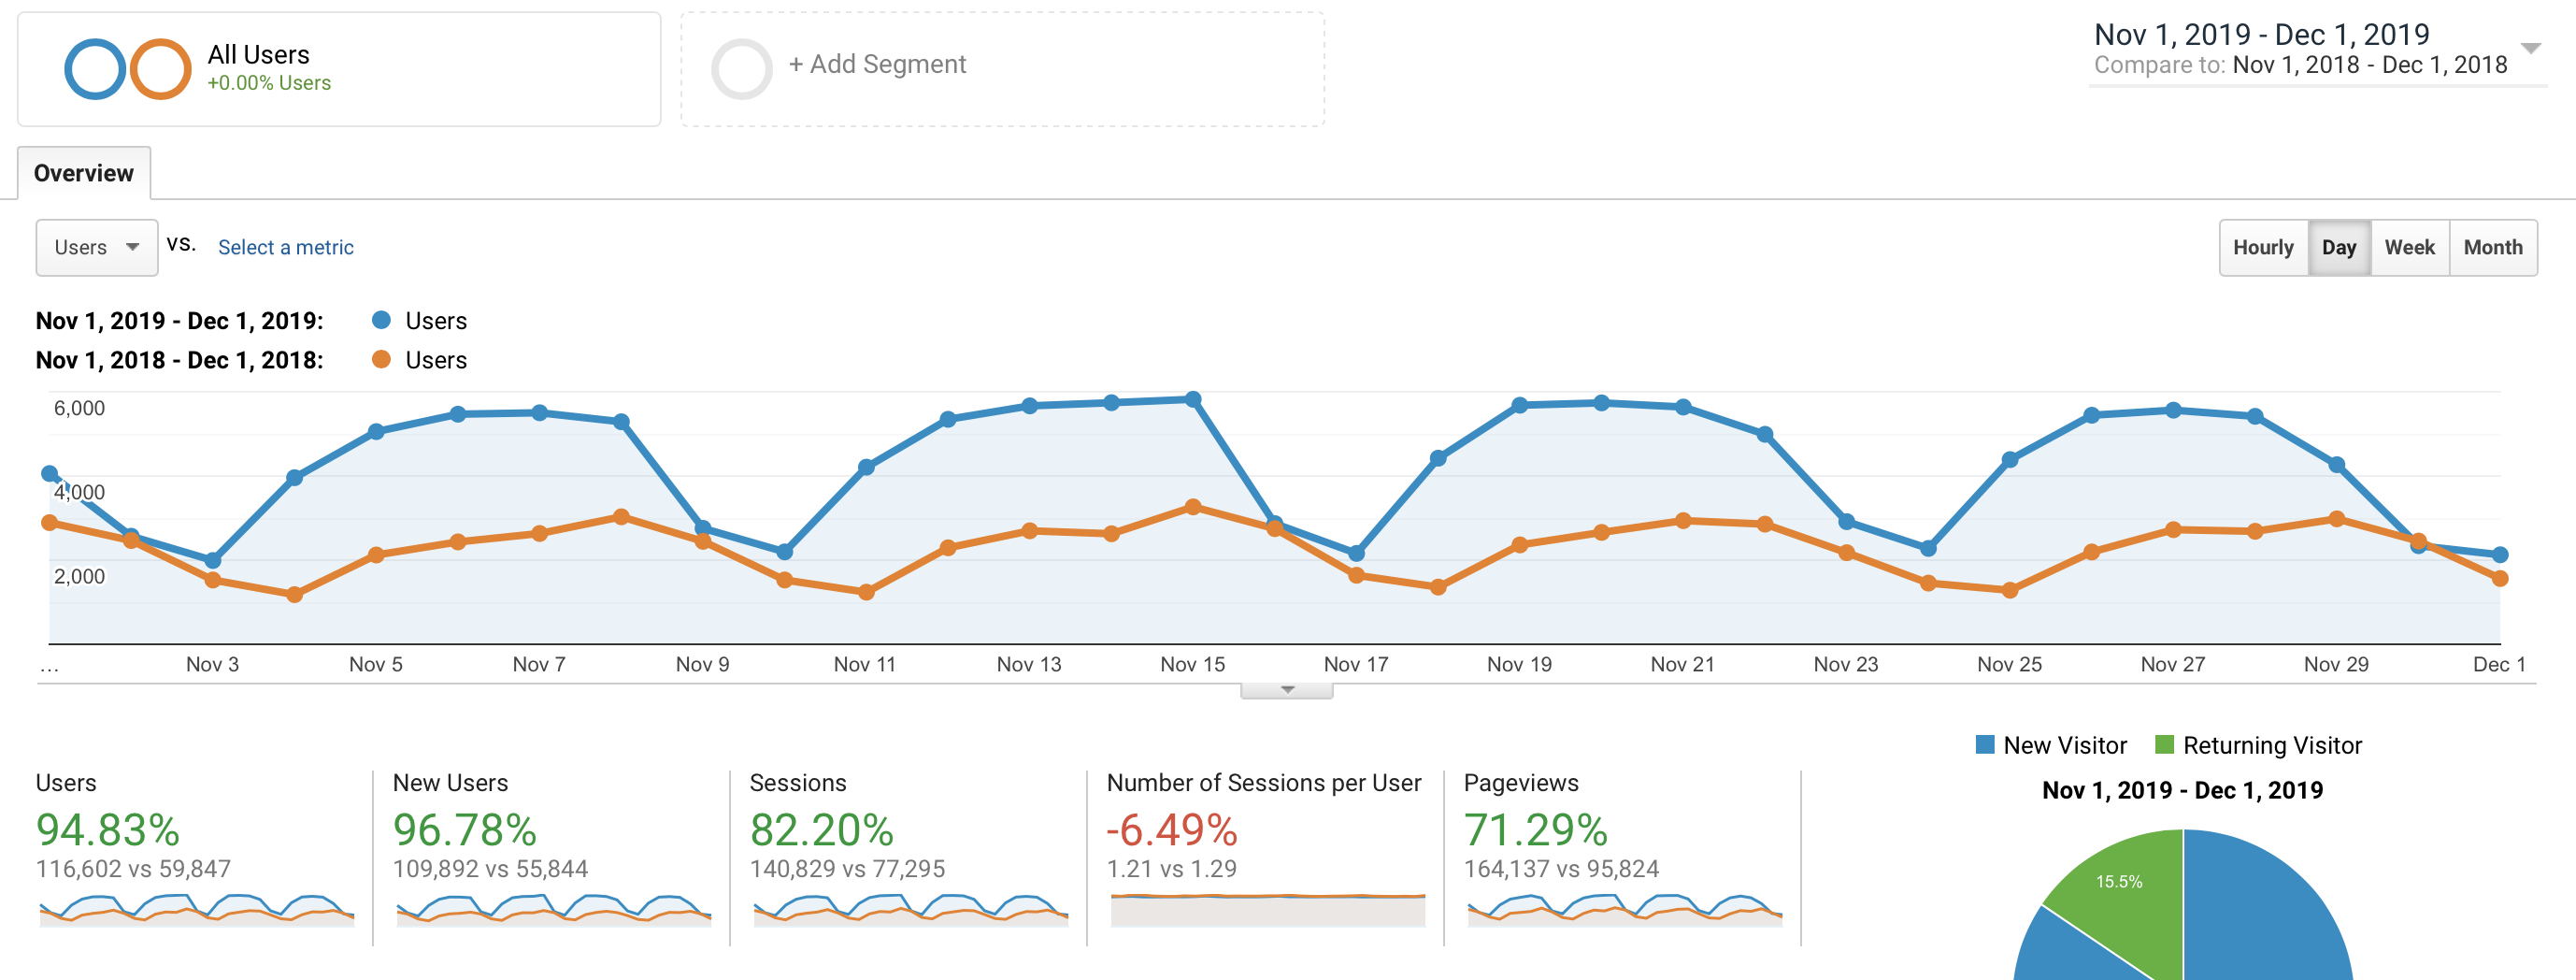 All Users
+0.00% Users
+ Add Segment
Nov 1, 2019 - Dec 1, 2019
Compare to: Nov 1, 2018 - Dec 1, 2018
Overview
Users vs. Select a metric
Hourly Day Week Month
Nov 1, 2019 - Dec 1, 2019: Users
Nov 1, 2018 - Dec 1, 2018: Users
6,000
4,000
2,000
... Nov 3 Nov 5 Nov 7 Nov 9 Nov 11 Nov 13 Nov 15 Nov 17 Nov 19 Nov 21 Nov 23 Nov 25 Nov 27 Nov 29 Dec 1
Users
94.83%
116,602 vs 59,847
New Users
96.78%
109,892 vs 55,844
Sessions
82.20%
140,829 vs 77,295
Number of Sessions per User
-6.49%
1.21 vs 1.29
Pageviews
71.29%
164,137 vs 95,824
New Visitor Returning Visitor
Nov 1, 2019 - Dec 1, 2019
15.5%